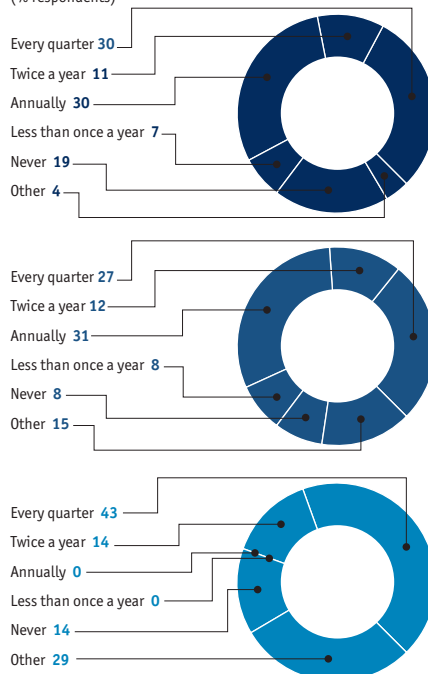 (% respondents)
Every quarter 30
Twice a year 11
Annually 30
Less than once a year 7
Never 19
Other 4
Every quarter 27
Twice a year 12
Annually 31
Less than once a year 8
Never 8
Other 15
Every quarter 43
Twice a year 14
Annually 0
Less than once a year 0
Never 14
Other 29